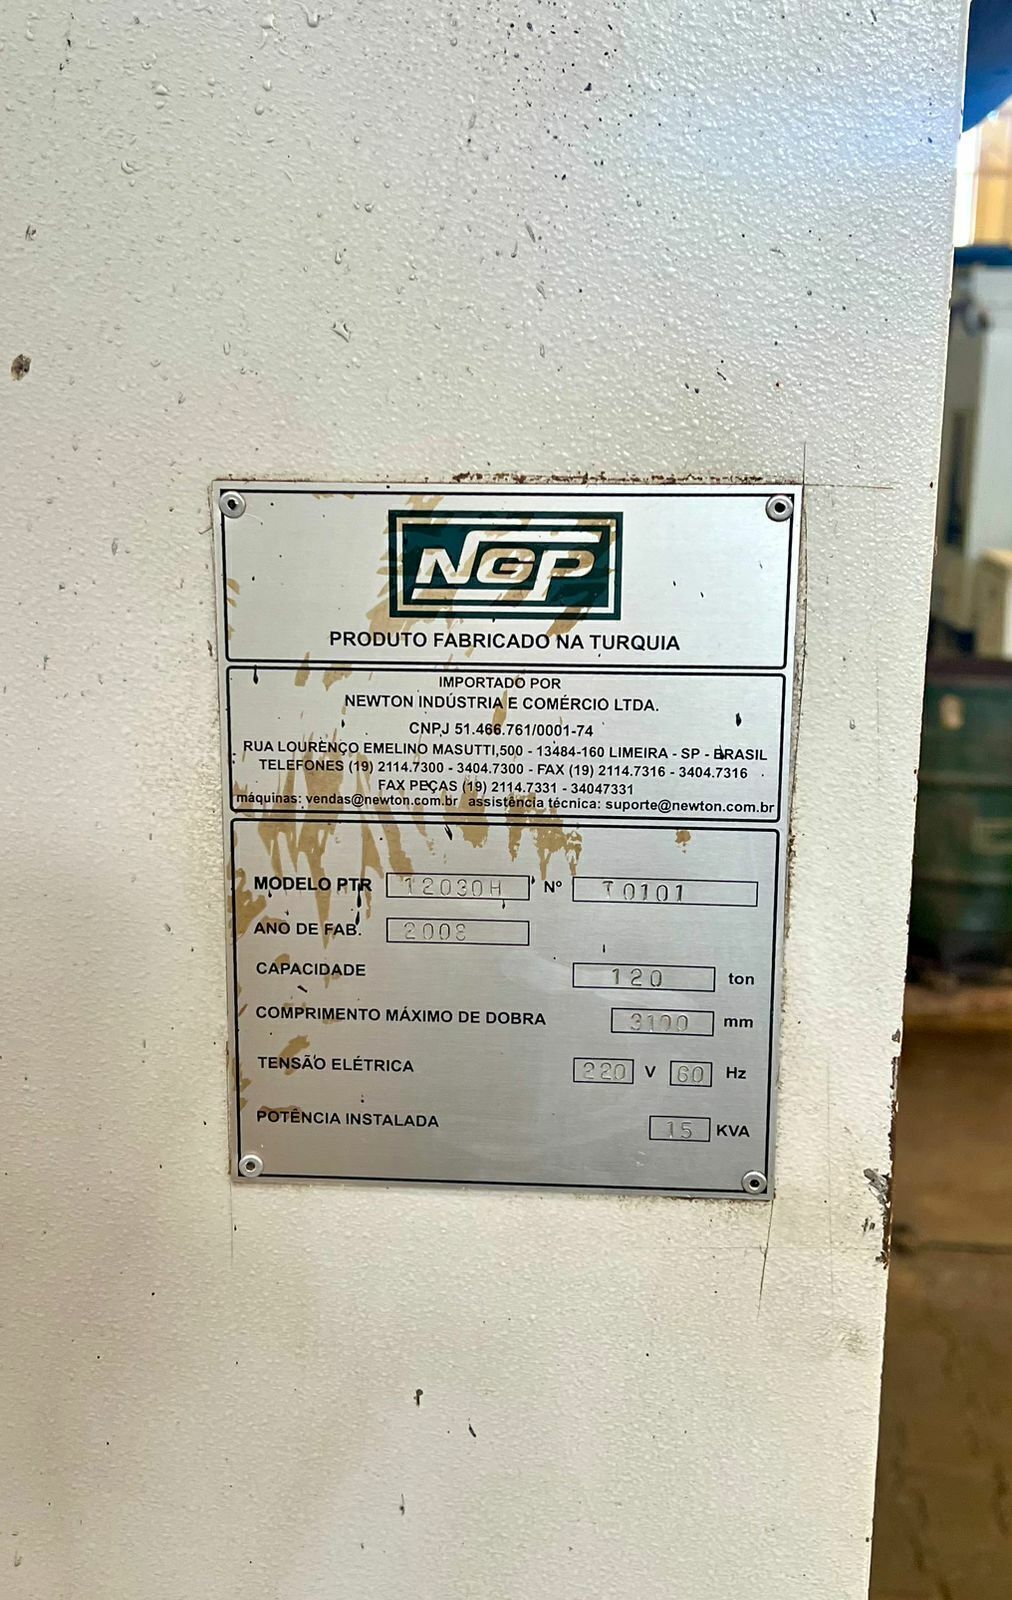 NGP
PRODUTO FABRICADO NA TURQUIA
IMPORTADO POR
NEWTON INDÚSTRIA E COMÉRCIO LTDA.
CNPJ 51.466.761/0001-74
RUA LOURENÇO EMELINO MASUTTI,500 - 13484-160 LIMEIRA - SP - BRASIL
TELEFONES (19) 2114.7300 - 3404.7300 - FAX (19) 2114.7316 - 3404.7316
FAX PEÇAS (19) 2114.7331 - 34047331
máquinas: vendas@newton.com.br assistência técnica: suporte@newton.com.br
MODELO PTR 12030H Nº T0101
ANO DE FAB. 2008
CAPACIDADE 120 ton
COMPRIMENTO MÁXIMO DE DOBRA 3100 mm
TENSÃO ELÉTRICA 220 V 60 Hz
POTÊNCIA INSTALADA 15 KVA